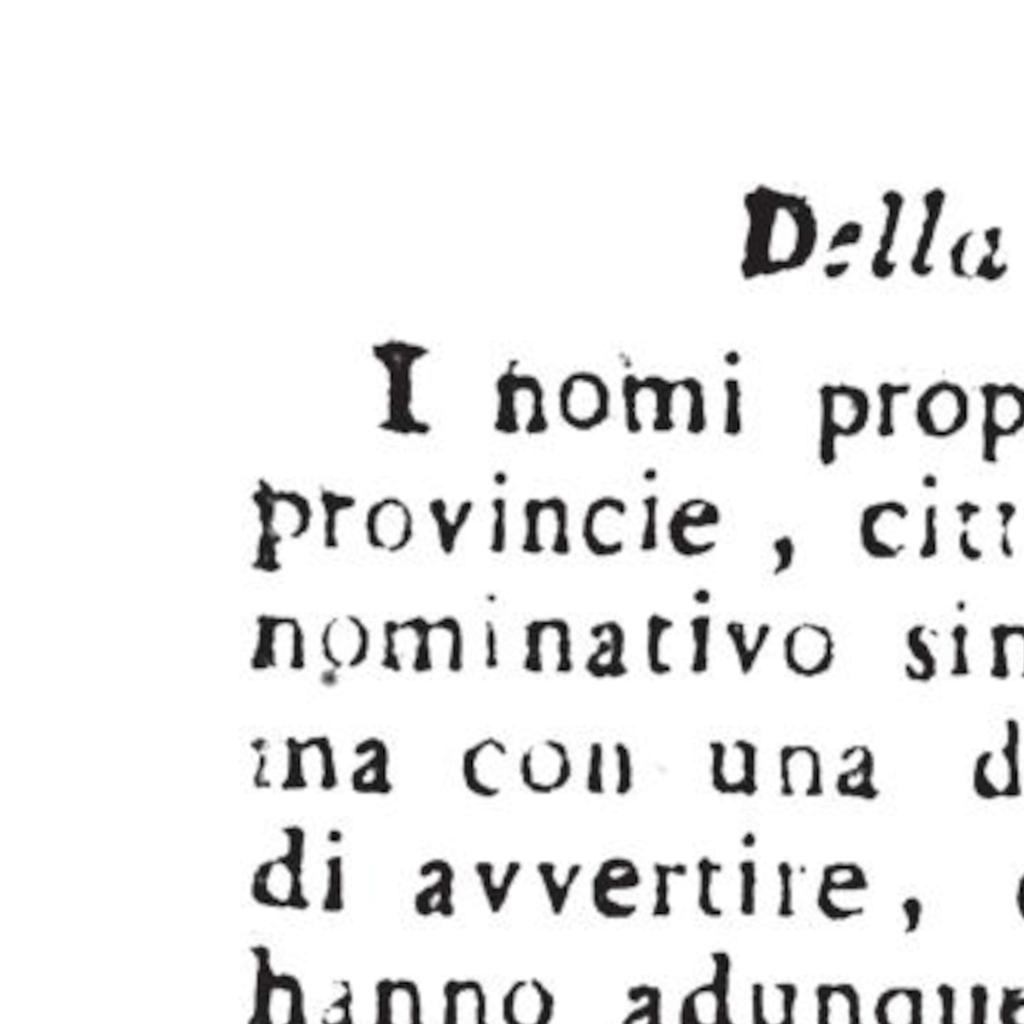 Della
I nomi prop
provincie , citt
nominativo sin
ina con una d
di avvertire ,
hanno adunque